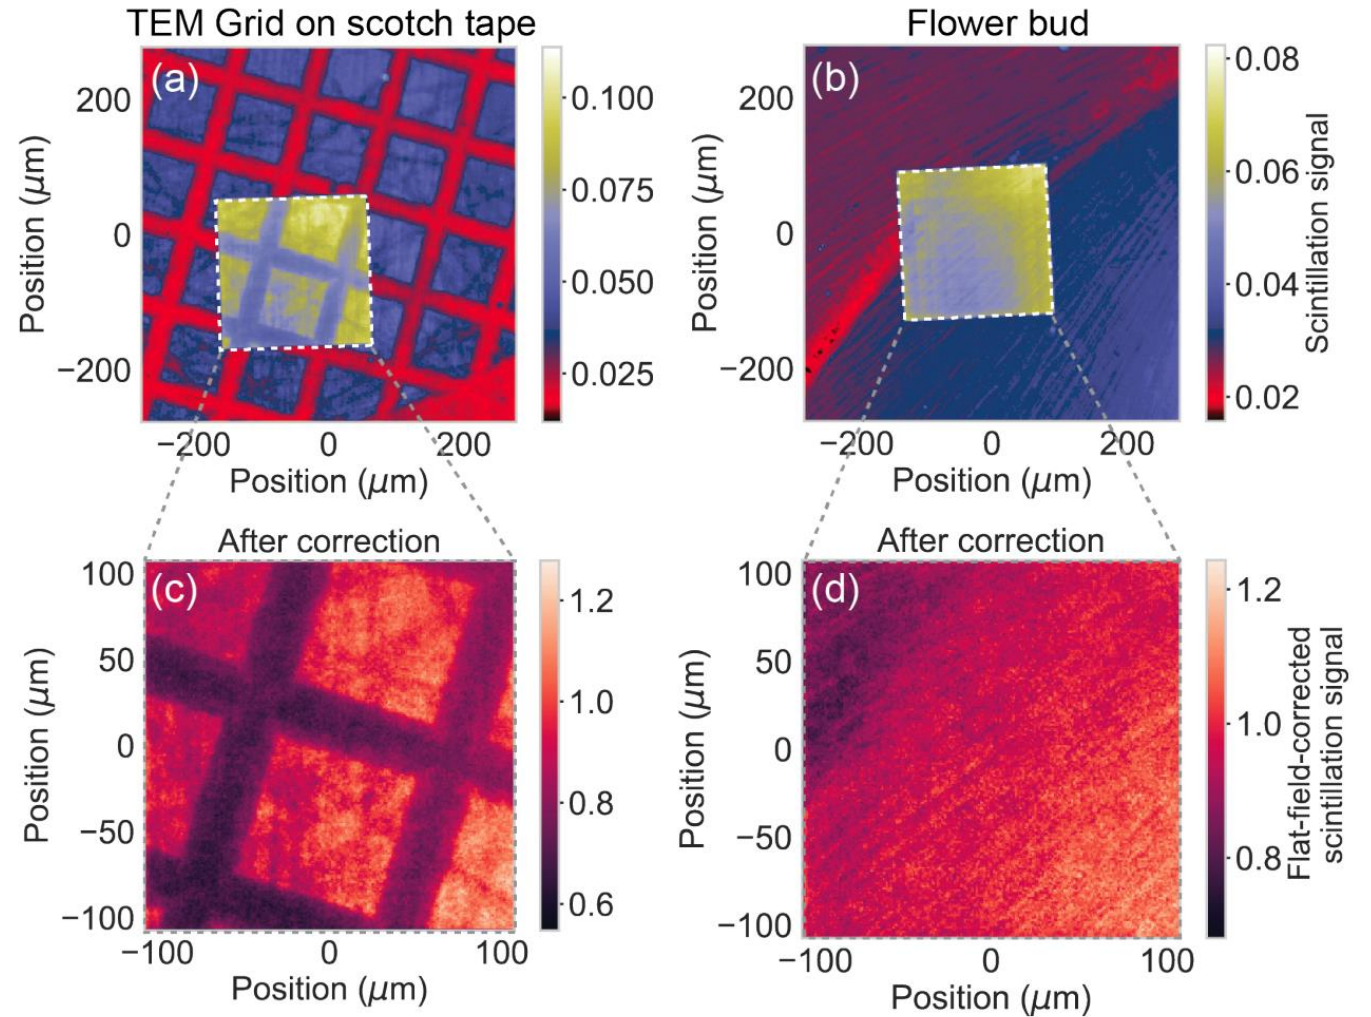 TEM Grid on scotch tape
Flower bud
(a)
200
0
−200
Position (μm)
−200 0 200
Position (μm)
0.100
0.075
0.050
0.025
(b)
200
0
−200
Position (μm)
−200 0 200
Position (μm)
0.08
0.06
0.04
0.02
Scintillation signal
After correction
(c)
100
50
0
−50
−100
Position (μm)
−100 0 100
Position (μm)
1.2
1.0
0.8
0.6
After correction
(d)
100
50
0
−50
−100
Position (μm)
−100 0 100
Position (μm)
1.2
1.0
0.8
Flat-field-corrected
scintillation signal